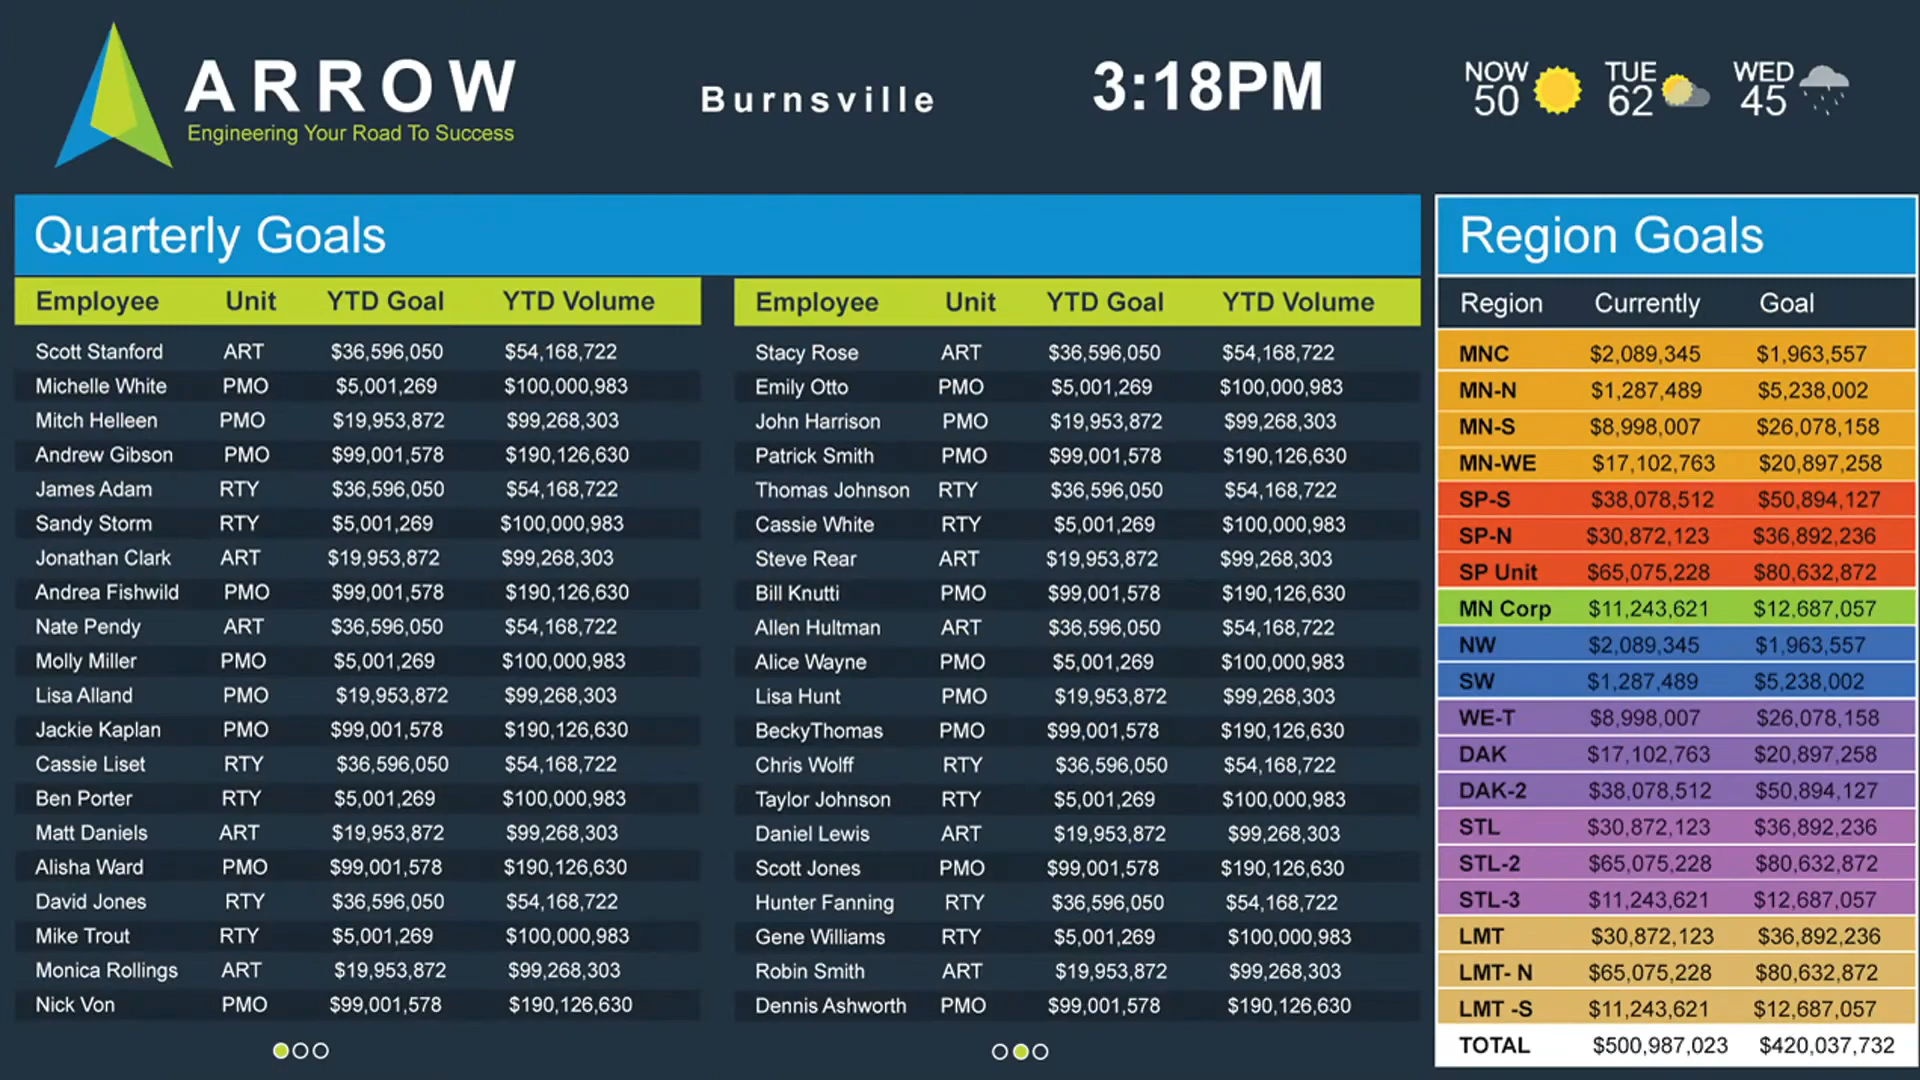 ARROW
Engineering Your Road To Success
Burnsville
3:18PM
NOW 50
TUE 62
WED 45
Quarterly Goals
Employee Unit YTD Goal YTD Volume
Scott Stanford ART $36,596,050 $54,168,722
Michelle White PMO $5,001,269 $100,000,983
Mitch Helleen PMO $19,953,872 $99,268,303
Andrew Gibson PMO $99,001,578 $190,126,630
James Adam RTY $36,596,050 $54,168,722
Sandy Storm RTY $5,001,269 $100,000,983
Jonathan Clark ART $19,953,872 $99,268,303
Andrea Fishwild PMO $99,001,578 $190,126,630
Nate Pendy ART $36,596,050 $54,168,722
Molly Miller PMO $5,001,269 $100,000,983
Lisa Alland PMO $19,953,872 $99,268,303
Jackie Kaplan PMO $99,001,578 $190,126,630
Cassie Liset RTY $36,596,050 $54,168,722
Ben Porter RTY $5,001,269 $100,000,983
Matt Daniels ART $19,953,872 $99,268,303
Alisha Ward PMO $99,001,578 $190,126,630
David Jones RTY $36,596,050 $54,168,722
Mike Trout RTY $5,001,269 $100,000,983
Monica Rollings ART $19,953,872 $99,268,303
Nick Von PMO $99,001,578 $190,126,630
Employee Unit YTD Goal YTD Volume
Stacy Rose ART $36,596,050 $54,168,722
Emily Otto PMO $5,001,269 $100,000,983
John Harrison PMO $19,953,872 $99,268,303
Patrick Smith PMO $99,001,578 $190,126,630
Thomas Johnson RTY $36,596,050 $54,168,722
Cassie White RTY $5,001,269 $100,000,983
Steve Rear ART $19,953,872 $99,268,303
Bill Knutti PMO $99,001,578 $190,126,630
Allen Hultman ART $36,596,050 $54,168,722
Alice Wayne PMO $5,001,269 $100,000,983
Lisa Hunt PMO $19,953,872 $99,268,303
BeckyThomas PMO $99,001,578 $190,126,630
Chris Wolff RTY $36,596,050 $54,168,722
Taylor Johnson RTY $5,001,269 $100,000,983
Daniel Lewis ART $19,953,872 $99,268,303
Scott Jones PMO $99,001,578 $190,126,630
Hunter Fanning RTY $36,596,050 $54,168,722
Gene Williams RTY $5,001,269 $100,000,983
Robin Smith ART $19,953,872 $99,268,303
Dennis Ashworth PMO $99,001,578 $190,126,630
Region Goals
Region Currently Goal
MNC $2,089,345 $1,963,557
MN-N $1,287,489 $5,238,002
MN-S $8,998,007 $26,078,158
MN-WE $17,102,763 $20,897,258
SP-S $38,078,512 $50,894,127
SP-N $30,872,123 $36,892,236
SP Unit $65,075,228 $80,632,872
MN Corp $11,243,621 $12,687,057
NW $2,089,345 $1,963,557
SW $1,287,489 $5,238,002
WE-T $8,998,007 $26,078,158
DAK $17,102,763 $20,897,258
DAK-2 $38,078,512 $50,894,127
STL $30,872,123 $36,892,236
STL-2 $65,075,228 $80,632,872
STL-3 $11,243,621 $12,687,057
LMT $30,872,123 $36,892,236
LMT- N $65,075,228 $80,632,872
LMT -S $11,243,621 $12,687,057
TOTAL $500,987,023 $420,037,732